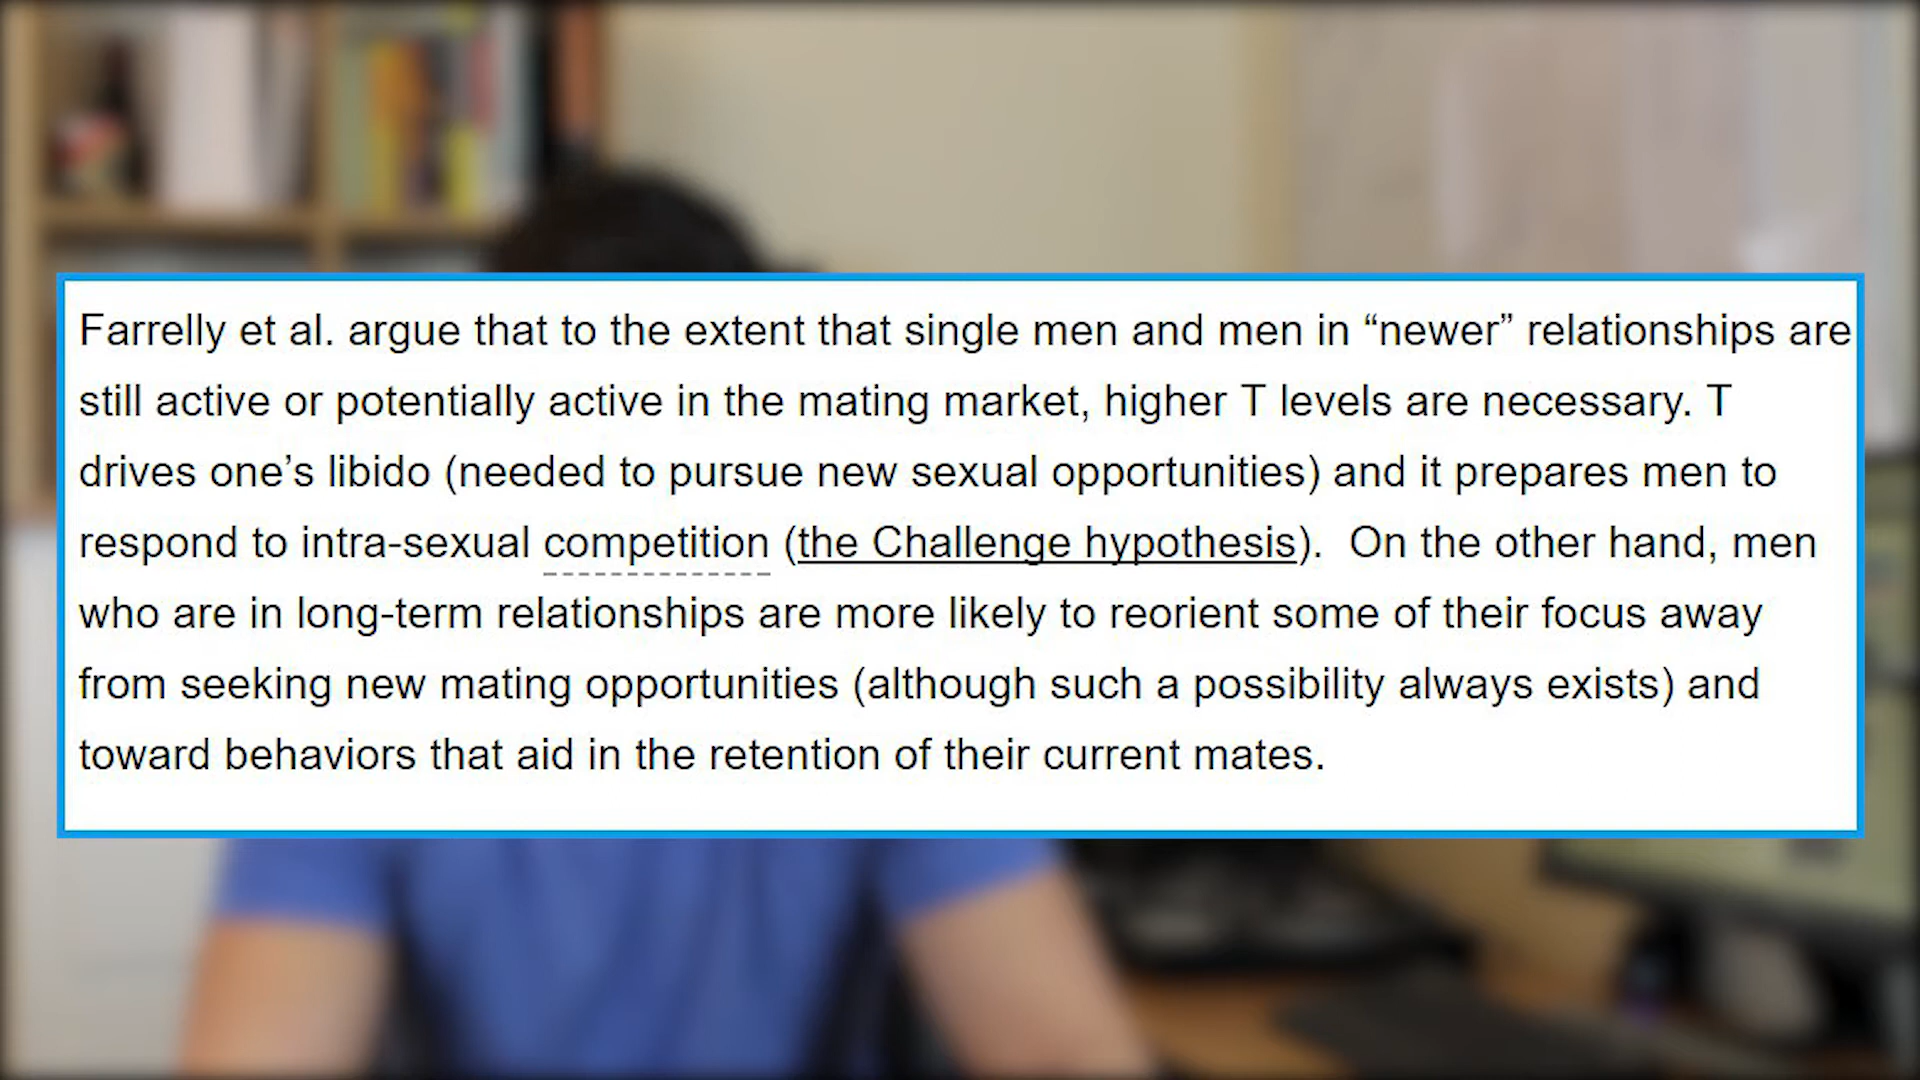 Farrelly et al. argue that to the extent that single men and men in “newer” relationships are
still active or potentially active in the mating market, higher T levels are necessary. T
drives one’s libido (needed to pursue new sexual opportunities) and it prepares men to
respond to intra-sexual competition (the Challenge hypothesis).  On the other hand, men
who are in long-term relationships are more likely to reorient some of their focus away
from seeking new mating opportunities (although such a possibility always exists) and
toward behaviors that aid in the retention of their current mates.